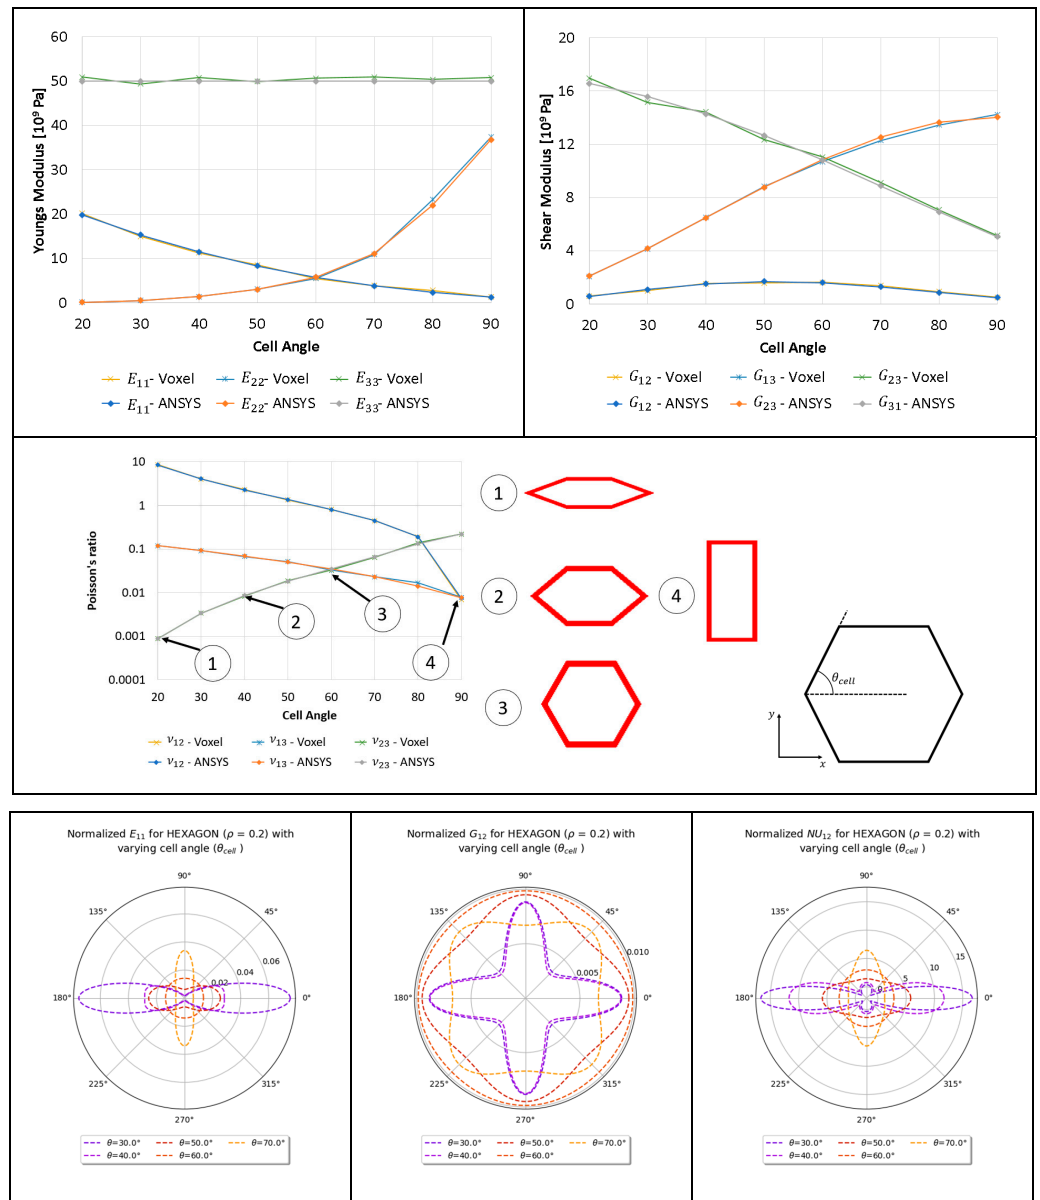 60
50
40
30
20
10
0
20 30 40 50 60 70 80 90
Youngs Modulus [10⁹ Pa]
Cell Angle
E₁₁- Voxel E₂₂- Voxel E₃₃- Voxel
E₁₁- ANSYS E₂₂- ANSYS E₃₃- ANSYS
20
16
12
8
4
0
20 30 40 50 60 70 80 90
Shear Modulus [10⁹ Pa]
Cell Angle
G₁₂ - Voxel G₁₃ - Voxel G₂₃ - Voxel
G₁₂ - ANSYS G₂₃ - ANSYS G₃₁ - ANSYS
10
1
0.1
0.01
0.001
0.0001
20 30 40 50 60 70 80 90
Poisson's ratio
Cell Angle
1
2
3
4
ν₁₂ - Voxel ν₁₃ - Voxel ν₂₃ - Voxel
ν₁₂ - ANSYS ν₁₃ - ANSYS ν₂₃ - ANSYS
1
2
4
3
θcell
y
x
Normalized E₁₁ for HEXAGON (ρ = 0.2) with
varying cell angle (θcell )
90°
135° 45°
0.06
0.04
0.02
180° 0°
225° 315°
270°
θ=30.0° θ=50.0° θ=70.0°
θ=40.0° θ=60.0°
Normalized G₁₂ for HEXAGON (ρ = 0.2) with
varying cell angle (θcell )
90°
135° 45°
0.010
0.005
180° 0°
225° 315°
270°
θ=30.0° θ=50.0° θ=70.0°
θ=40.0° θ=60.0°
Normalized NU₁₂ for HEXAGON (ρ = 0.2) with
varying cell angle (θcell )
90°
135° 45°
15
10
5
180° 0°
225° 315°
270°
θ=30.0° θ=50.0° θ=70.0°
θ=40.0° θ=60.0°